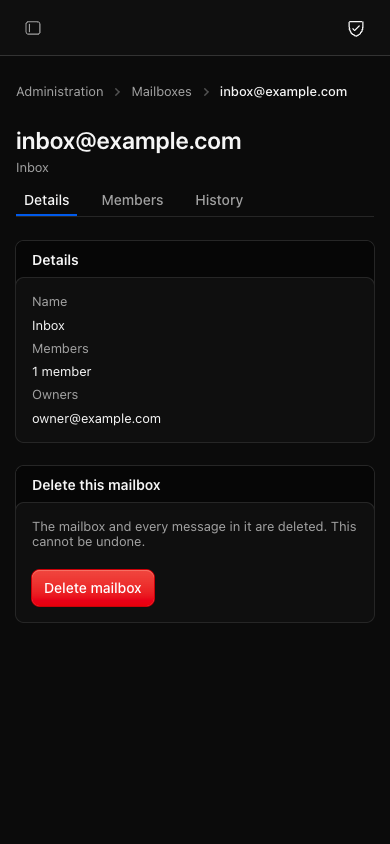 Administration > Mailboxes > inbox@example.com
inbox@example.com
Inbox
Details Members History
Details
Name
Inbox
Members
1 member
Owners
owner@example.com
Delete this mailbox
The mailbox and every message in it are deleted. This
cannot be undone.
Delete mailbox